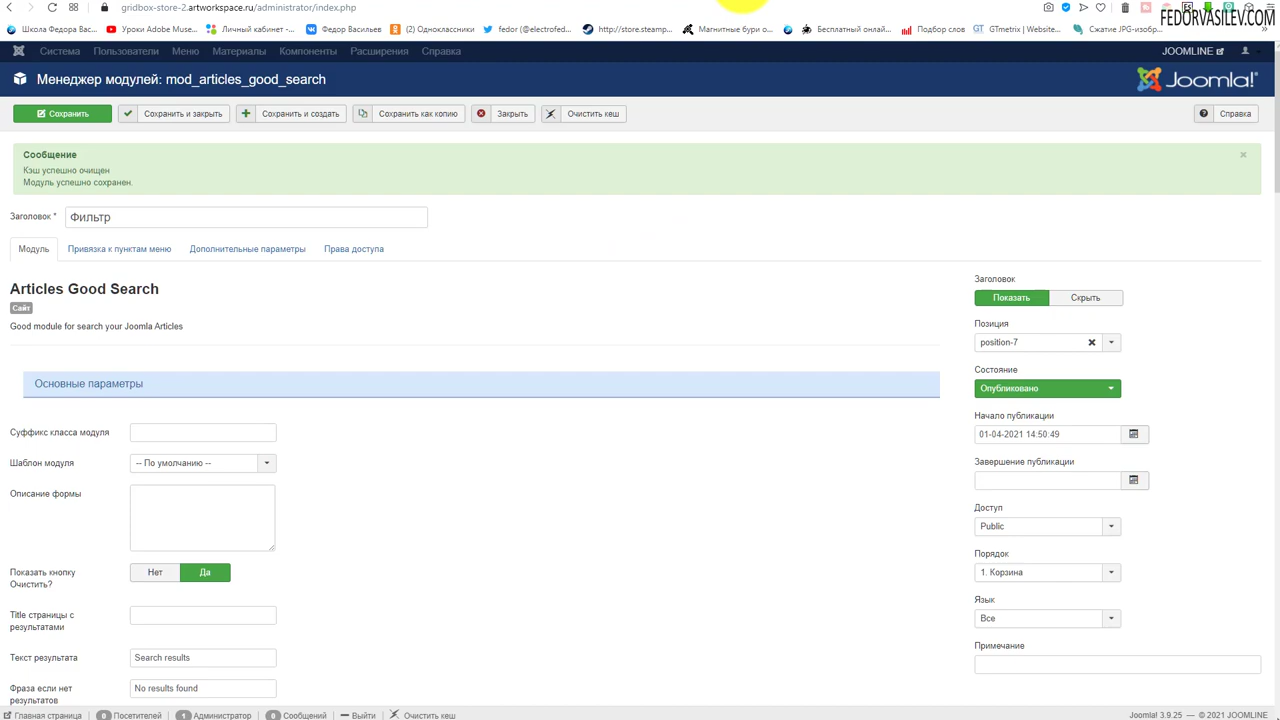 gridbox-store-2.artworkspace.ru/administrator/index.php
FEDORVASILEV.COM
Школа Федора Вас...
Уроки Adobe Muse...
Личный кабинет -...
Федор Васильев
(2) Одноклассники
fedor (@electrofed...
http://store.steamp...
Магнитные бури о...
Бесплатный онлай...
Подбор слов
GTmetrix | Website...
Сжатие JPG-изобр...
Система
Пользователи
Меню
Материалы
Компоненты
Расширения
Справка
JOOMLINE
Менеджер модулей: mod_articles_good_search
Joomla!
Сохранить
Сохранить и закрыть
Сохранить и создать
Сохранить как копию
Закрыть
Очистить кеш
Справка
Сообщение
Кэш успешно очищен
Модуль успешно сохранен.
Заголовок *
Фильтр
Модуль
Привязка к пунктам меню
Дополнительные параметры
Права доступа
Articles Good Search
Сайт
Good module for search your Joomla Articles
Основные параметры
Суффикс класса модуля
Шаблон модуля
-- По умолчанию --
Описание формы
Показать кнопку
Очистить?
Нет
Да
Title страницы с
результатами
Текст результата
Search results
Фраза если нет
результатов
No results found
Заголовок
Показать
Скрыть
Позиция
position-7
Состояние
Опубликовано
Начало публикации
01-04-2021 14:50:49
Завершение публикации
Доступ
Public
Порядок
1. Корзина
Язык
Все
Примечание
Главная страница
0 Посетителей
1 Администратор
0 Сообщений
Выйти
Очистить кеш
Joomla! 3.9.25 — © 2021 JOOMLINE